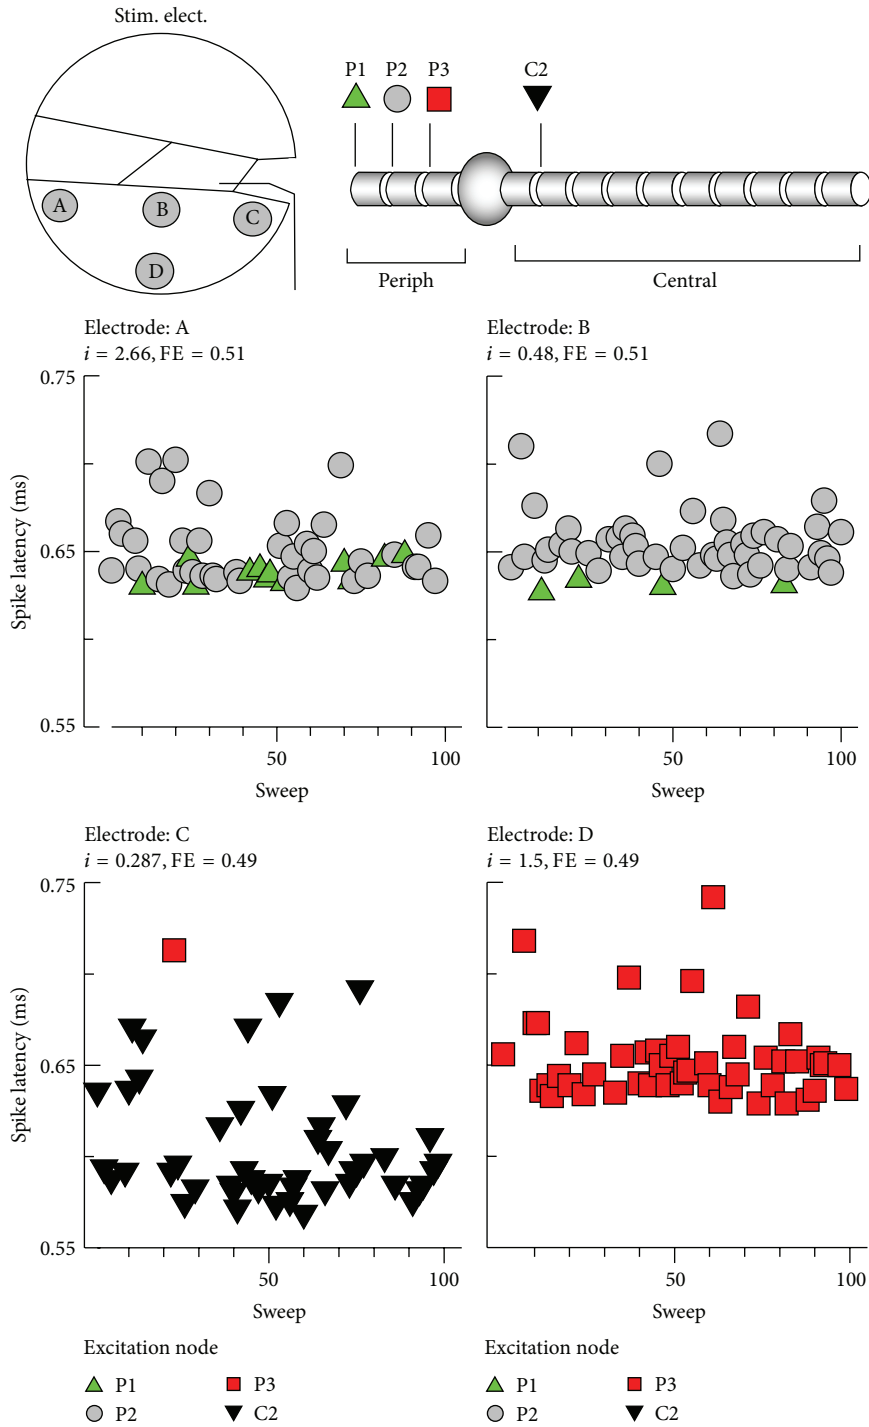 Stim. elect.
P1 P2 P3 C2
A B C
D
Periph Central
Electrode: A
i = 2.66, FE = 0.51
Electrode: B
i = 0.48, FE = 0.51
0.75
0.65
0.55
Spike latency (ms)
50 100
Sweep
50 100
Sweep
Electrode: C
i = 0.287, FE = 0.49
Electrode: D
i = 1.5, FE = 0.49
0.75
0.65
0.55
Spike latency (ms)
50 100
Sweep
50 100
Sweep
Excitation node
P1 P3
P2 C2
Excitation node
P1 P3
P2 C2